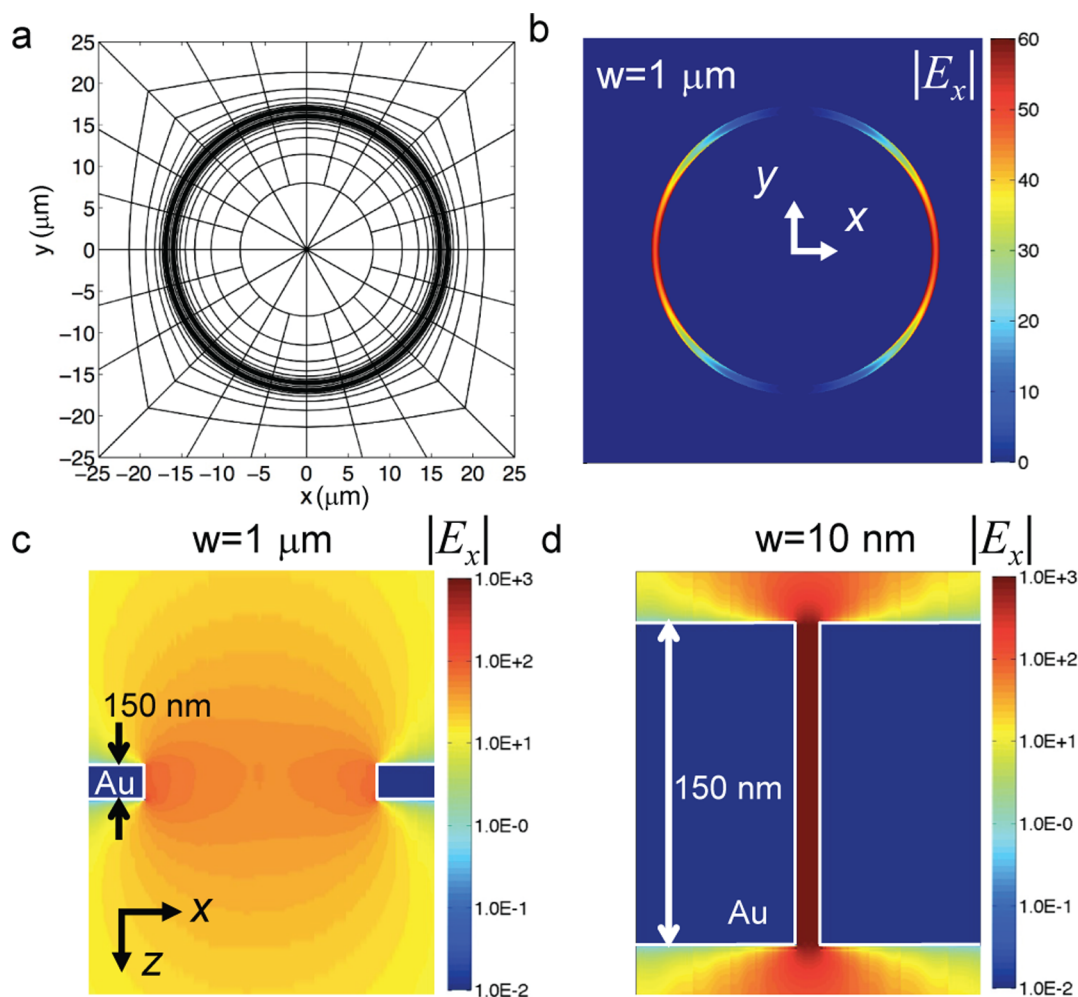 a
25
20
15
10
5
0
−5
−10
−15
−20
−25
y (μm)
−25 −20 −15 −10 −5 0 5 10 15 20 25
x (μm)
b
w=1 μm
|Ex|
y
x
60
50
40
30
20
10
0
c
w=1 μm
|Ex|
150 nm
Au
x
z
1.0E+3
1.0E+2
1.0E+1
1.0E-0
1.0E-1
1.0E-2
d
w=10 nm
|Ex|
150 nm
Au
1.0E+3
1.0E+2
1.0E+1
1.0E-0
1.0E-1
1.0E-2